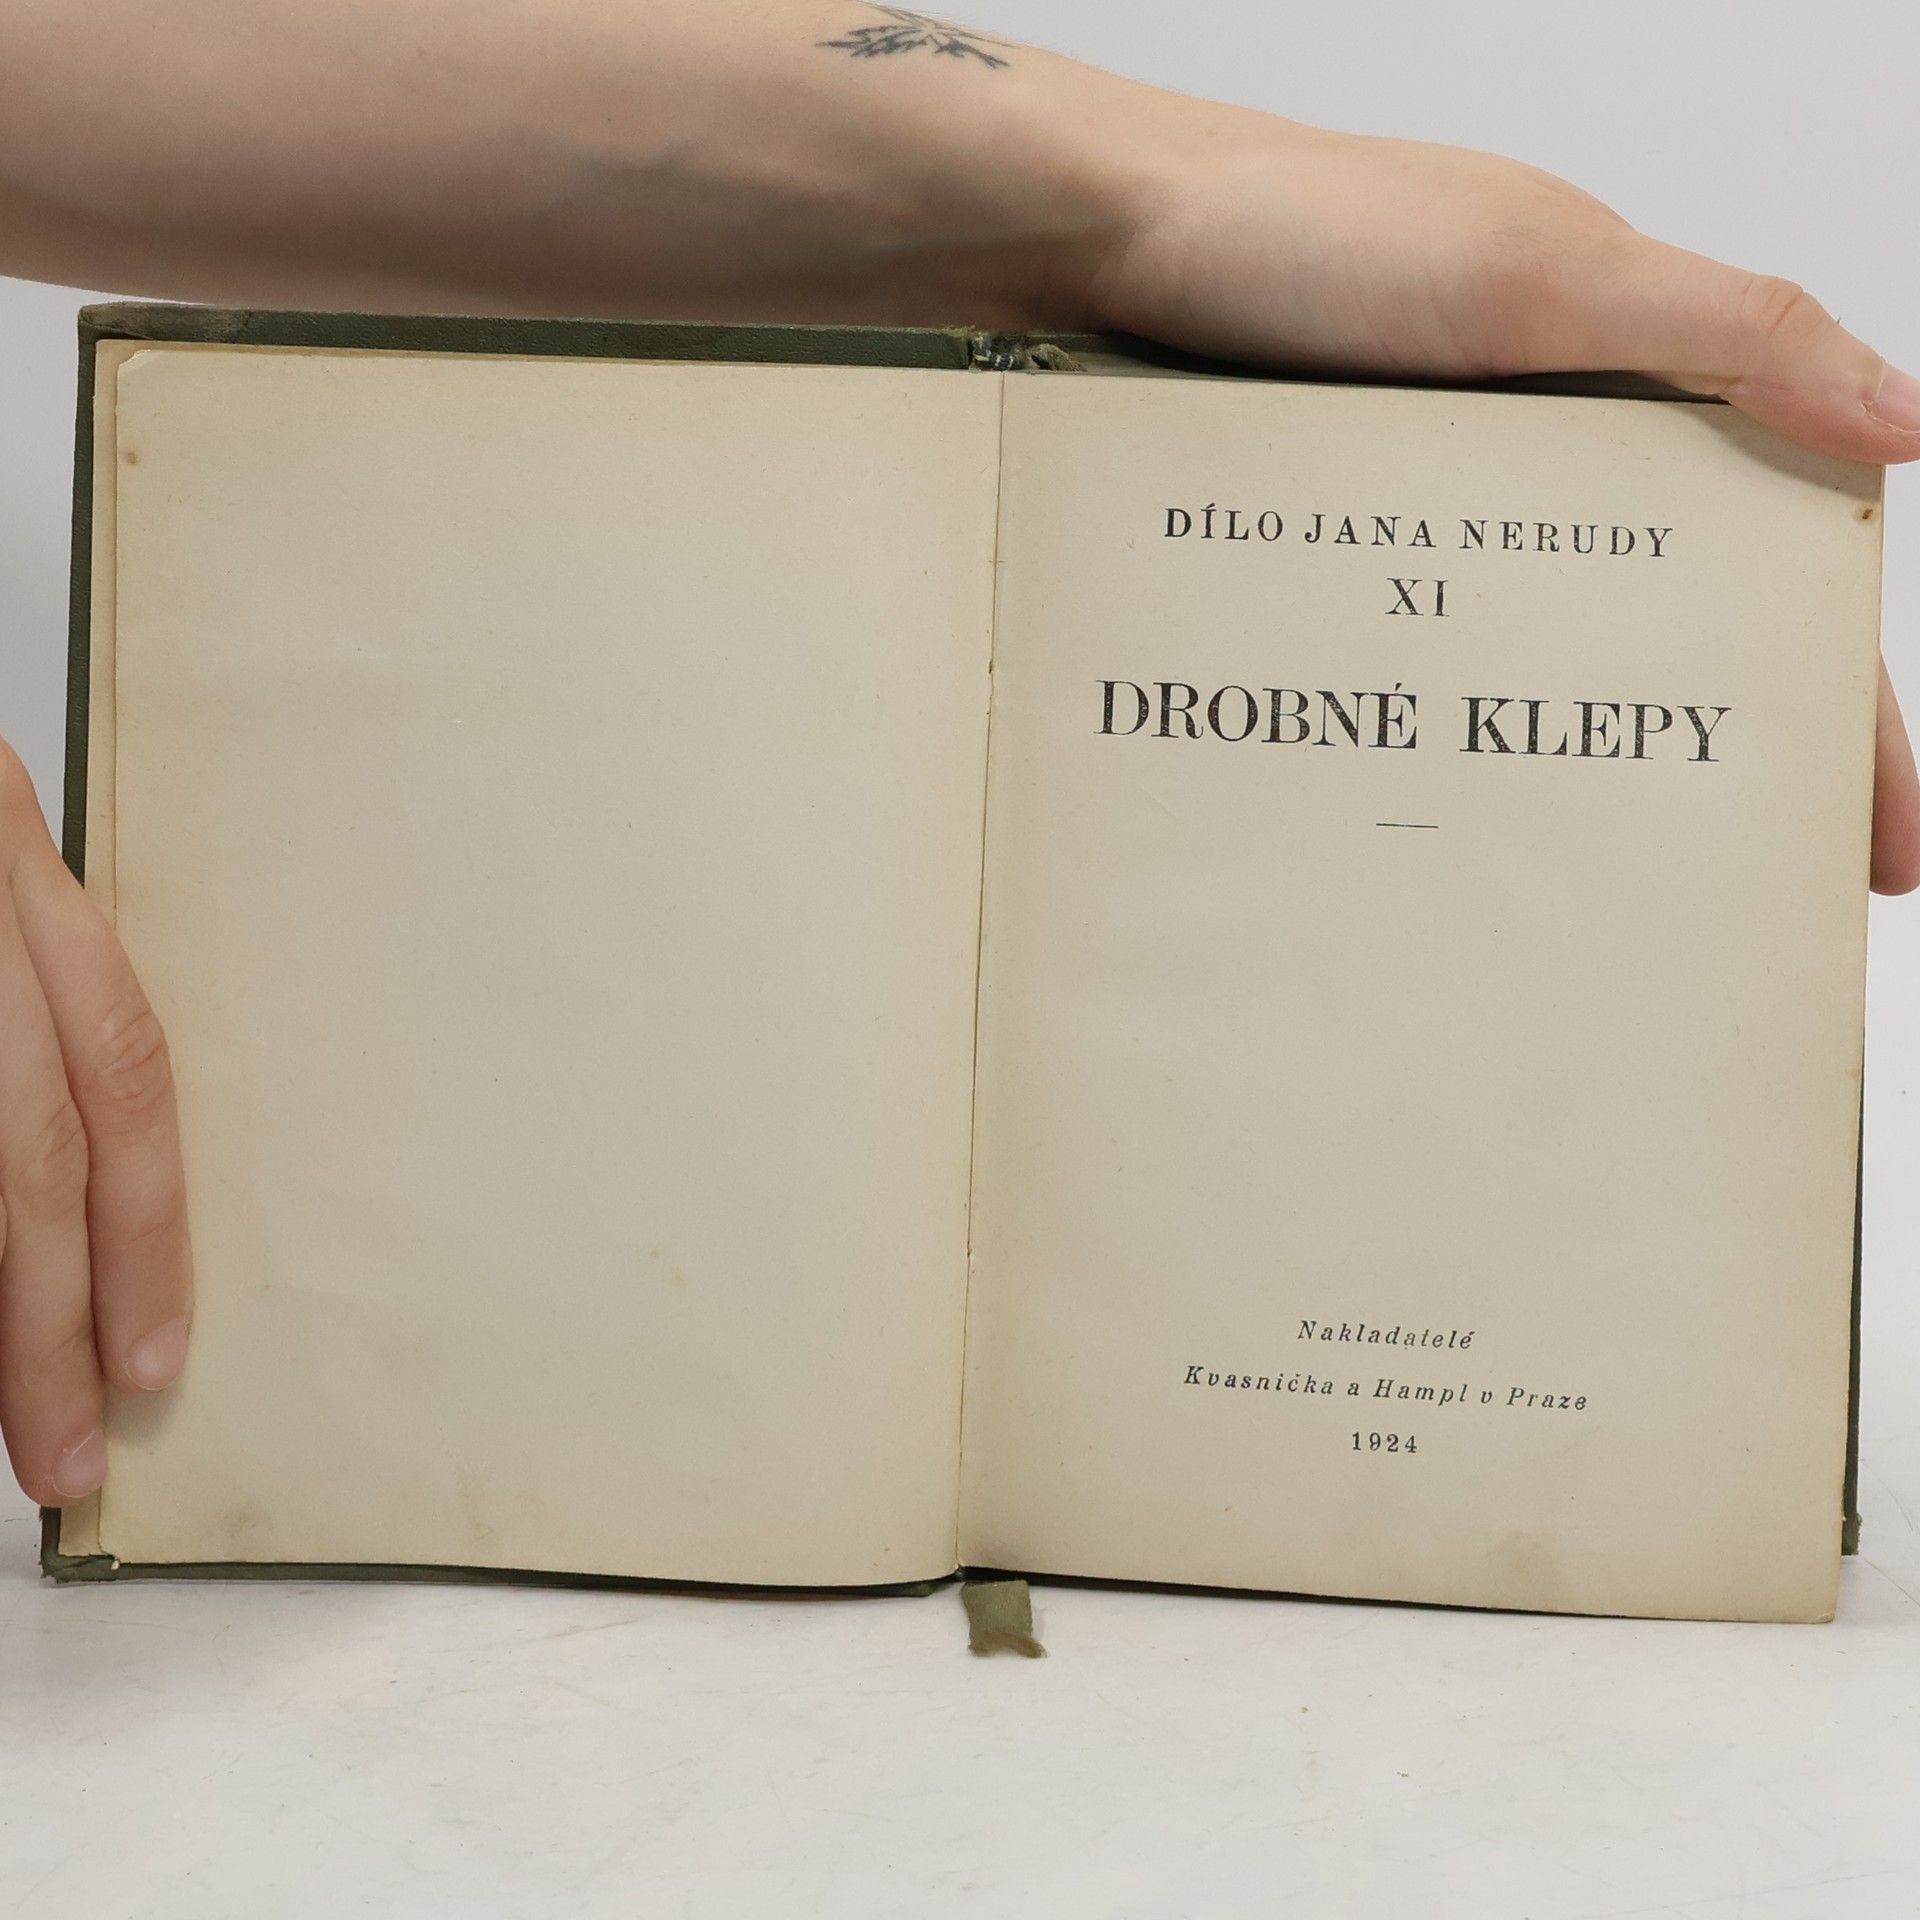 DÍLO JANA NERUDY
XI
DROBNÉ KLEPY
Nakladatelé
Kvasnička a Hampl v Praze
1924